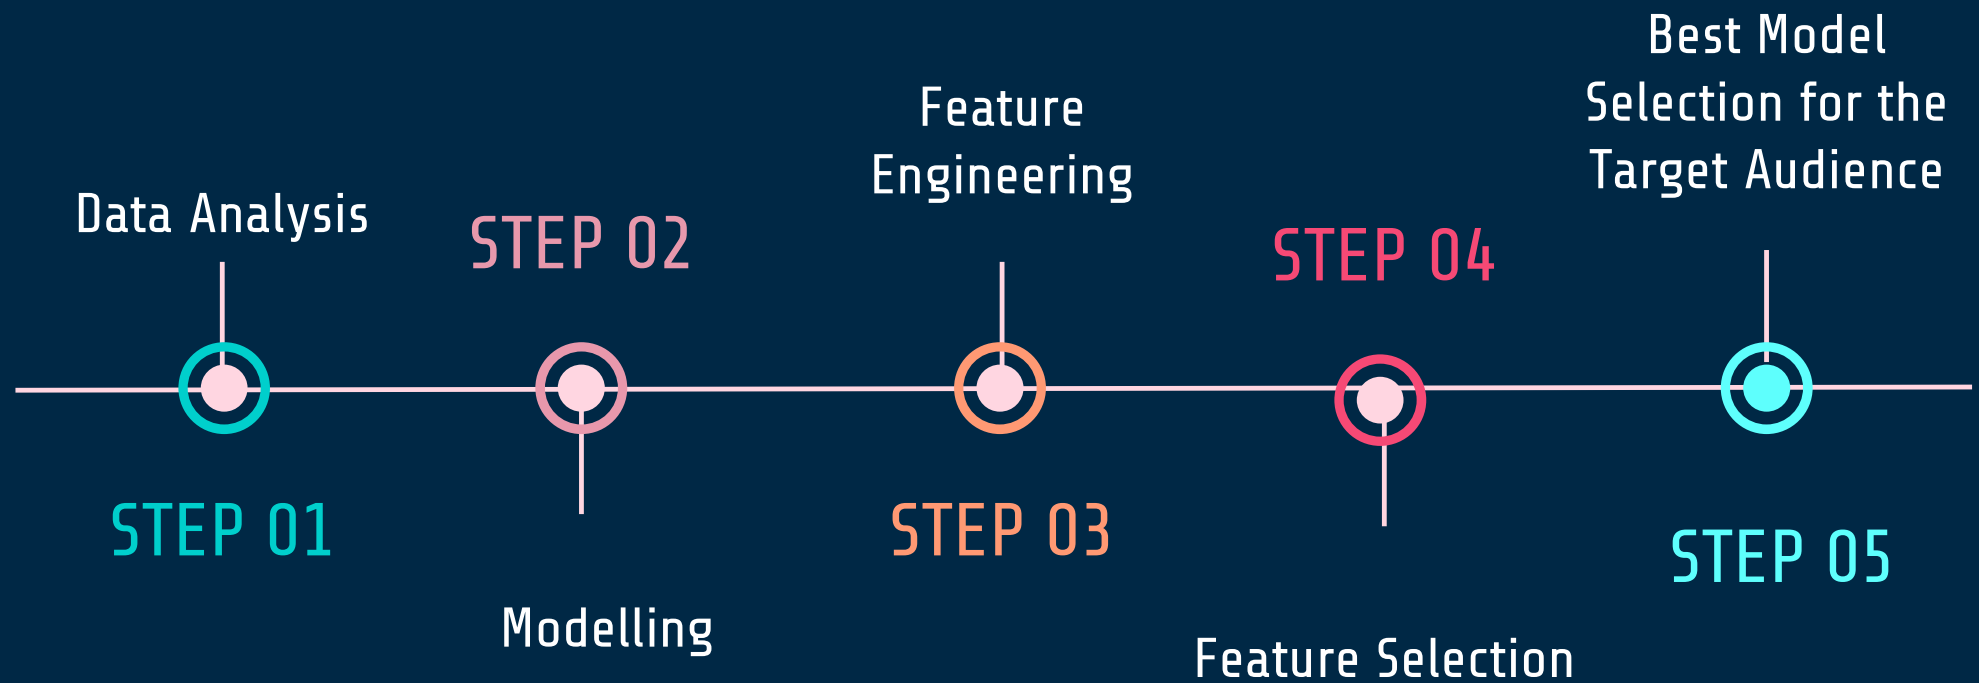 Data Analysis
STEP 01
STEP 02
Modelling
Feature
Engineering
STEP 03
STEP 04
Feature Selection
Best Model
Selection for the
Target Audience
STEP 05